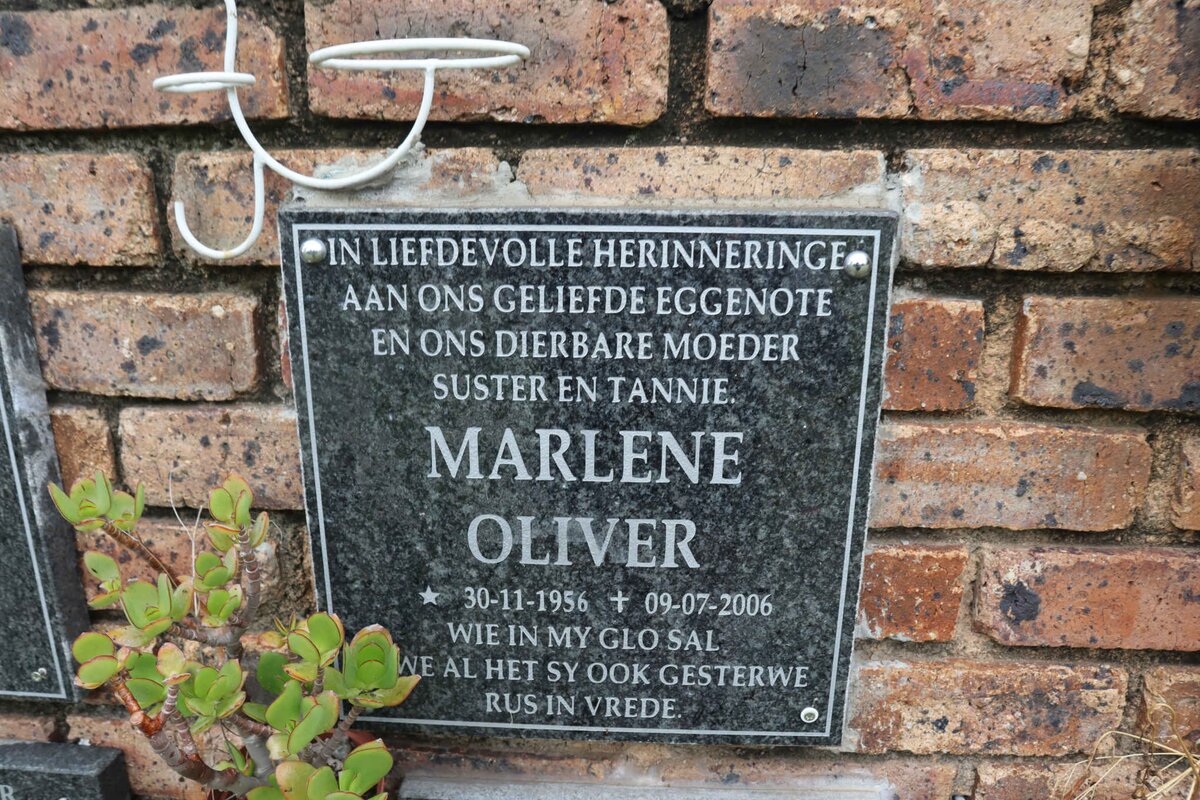 IN LIEFDEVOLLE HERINNERINGE
AAN ONS GELIEFDE EGGENOTE
EN ONS DIERBARE MOEDER
SUSTER EN TANNIE.
MARLENE
OLIVER
★ 30-11-1956 ✝ 09-07-2006
WIE IN MY GLO SAL
AL HET SY OOK GESTERWE
RUS IN VREDE.